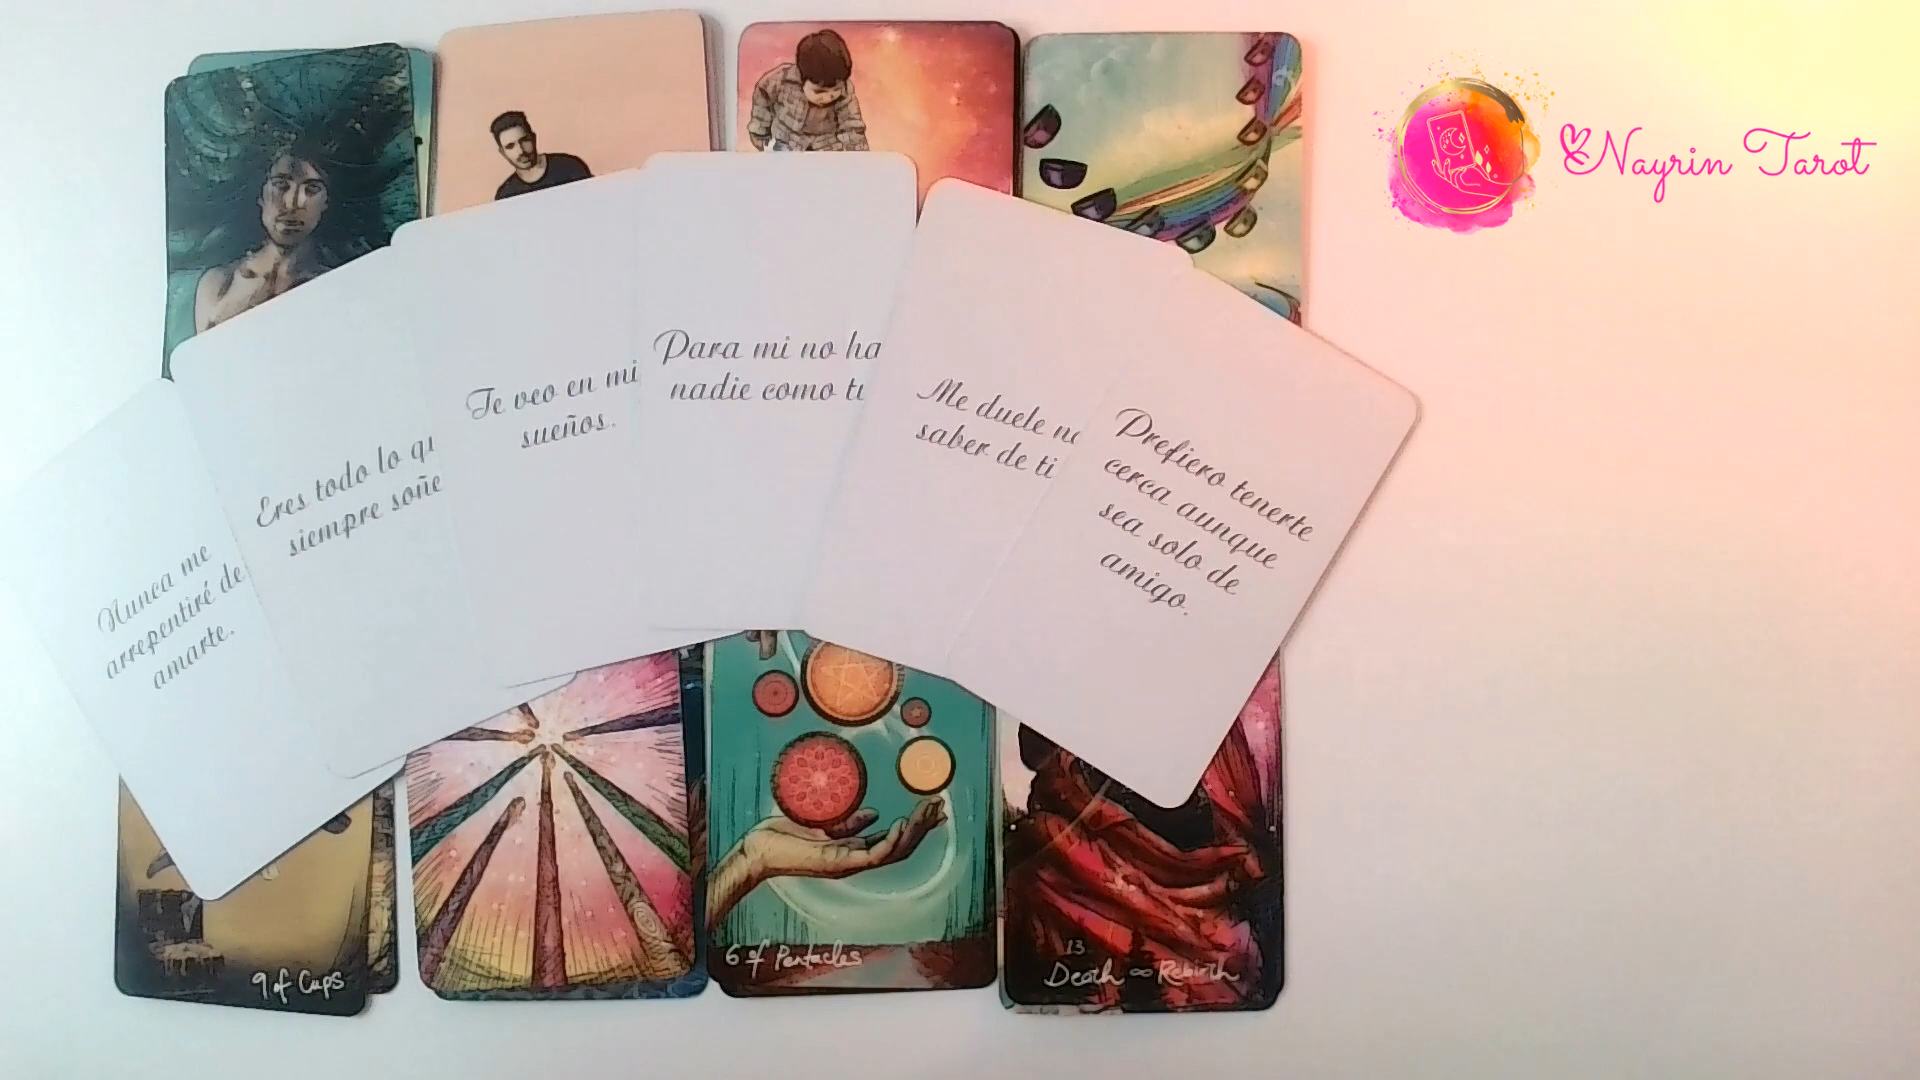 Nayrin Tarot
Nunca me
arrepentiré de
amarte.
Eres todo lo
siempre soñe
Te veo en mi
sueños.
Para mi no
nadie como
Me duele
saber de ti
Prefiero tenerte
cerca aunque
sea solo de
amigo.
9 of Cups
6 of Pentacles
13
Death ∞ Rebirth